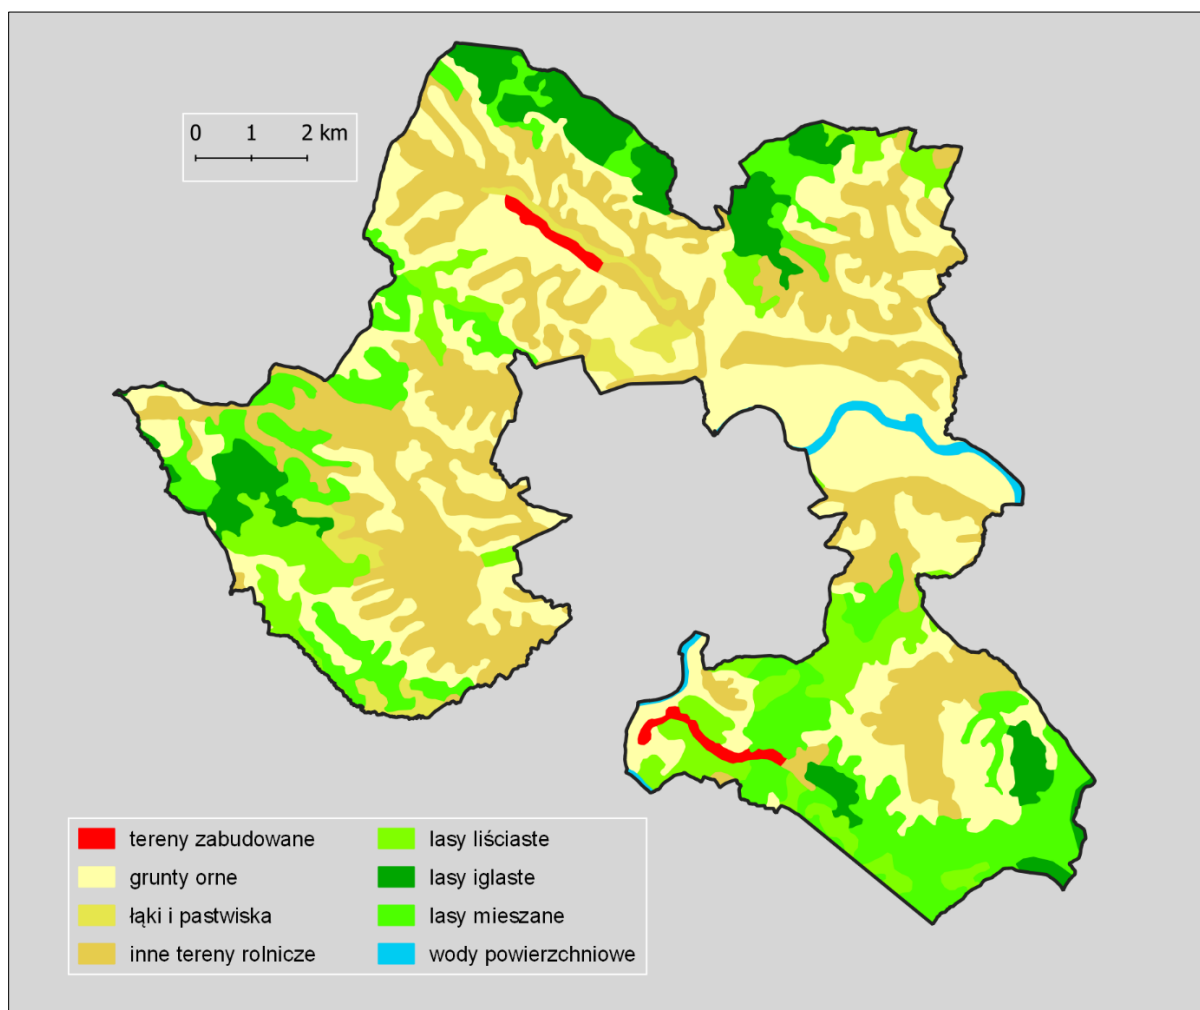 0 1 2 km
tereny zabudowane
grunty orne
łąki i pastwiska
inne tereny rolnicze
lasy liściaste
lasy iglaste
lasy mieszane
wody powierzchniowe